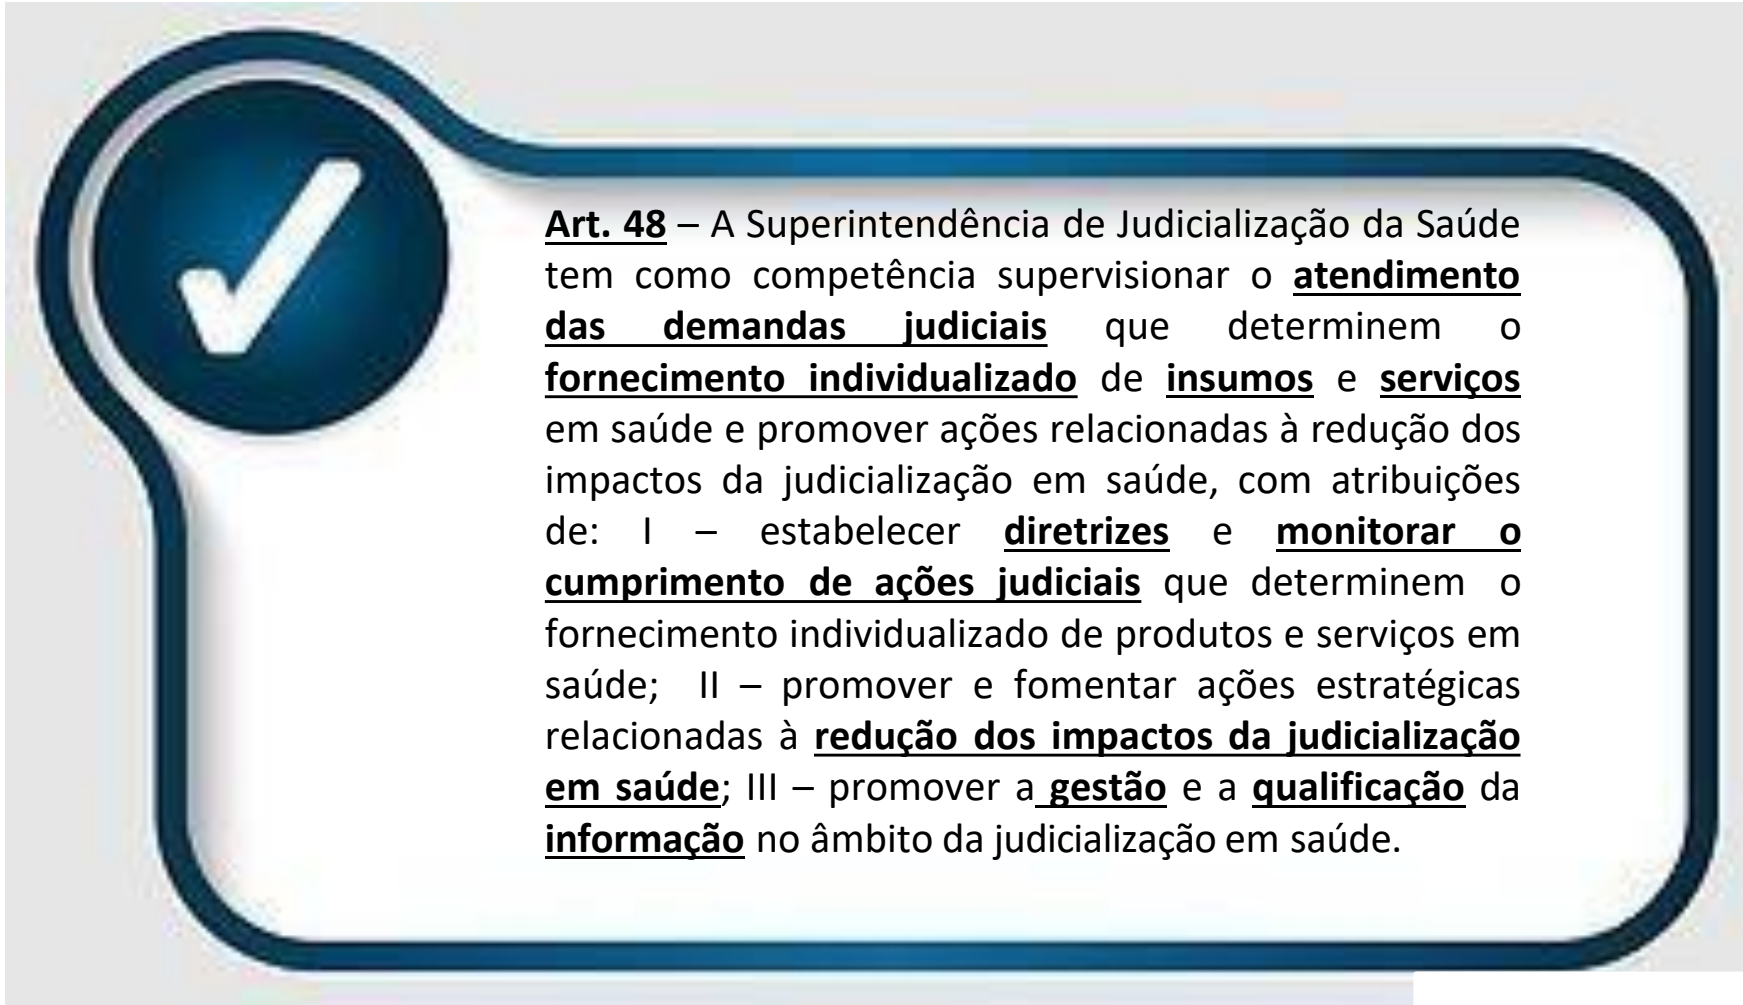 Art. 48 – A Superintendência de Judicialização da Saúde
tem como competência supervisionar o atendimento
das demandas judiciais que determinem o
fornecimento individualizado de insumos e serviços
em saúde e promover ações relacionadas à redução dos
impactos da judicialização em saúde, com atribuições
de: I – estabelecer diretrizes e monitorar o
cumprimento de ações judiciais que determinem o
fornecimento individualizado de produtos e serviços em
saúde; II – promover e fomentar ações estratégicas
relacionadas à redução dos impactos da judicialização
em saúde; III – promover a gestão e a qualificação da
informação no âmbito da judicialização em saúde.